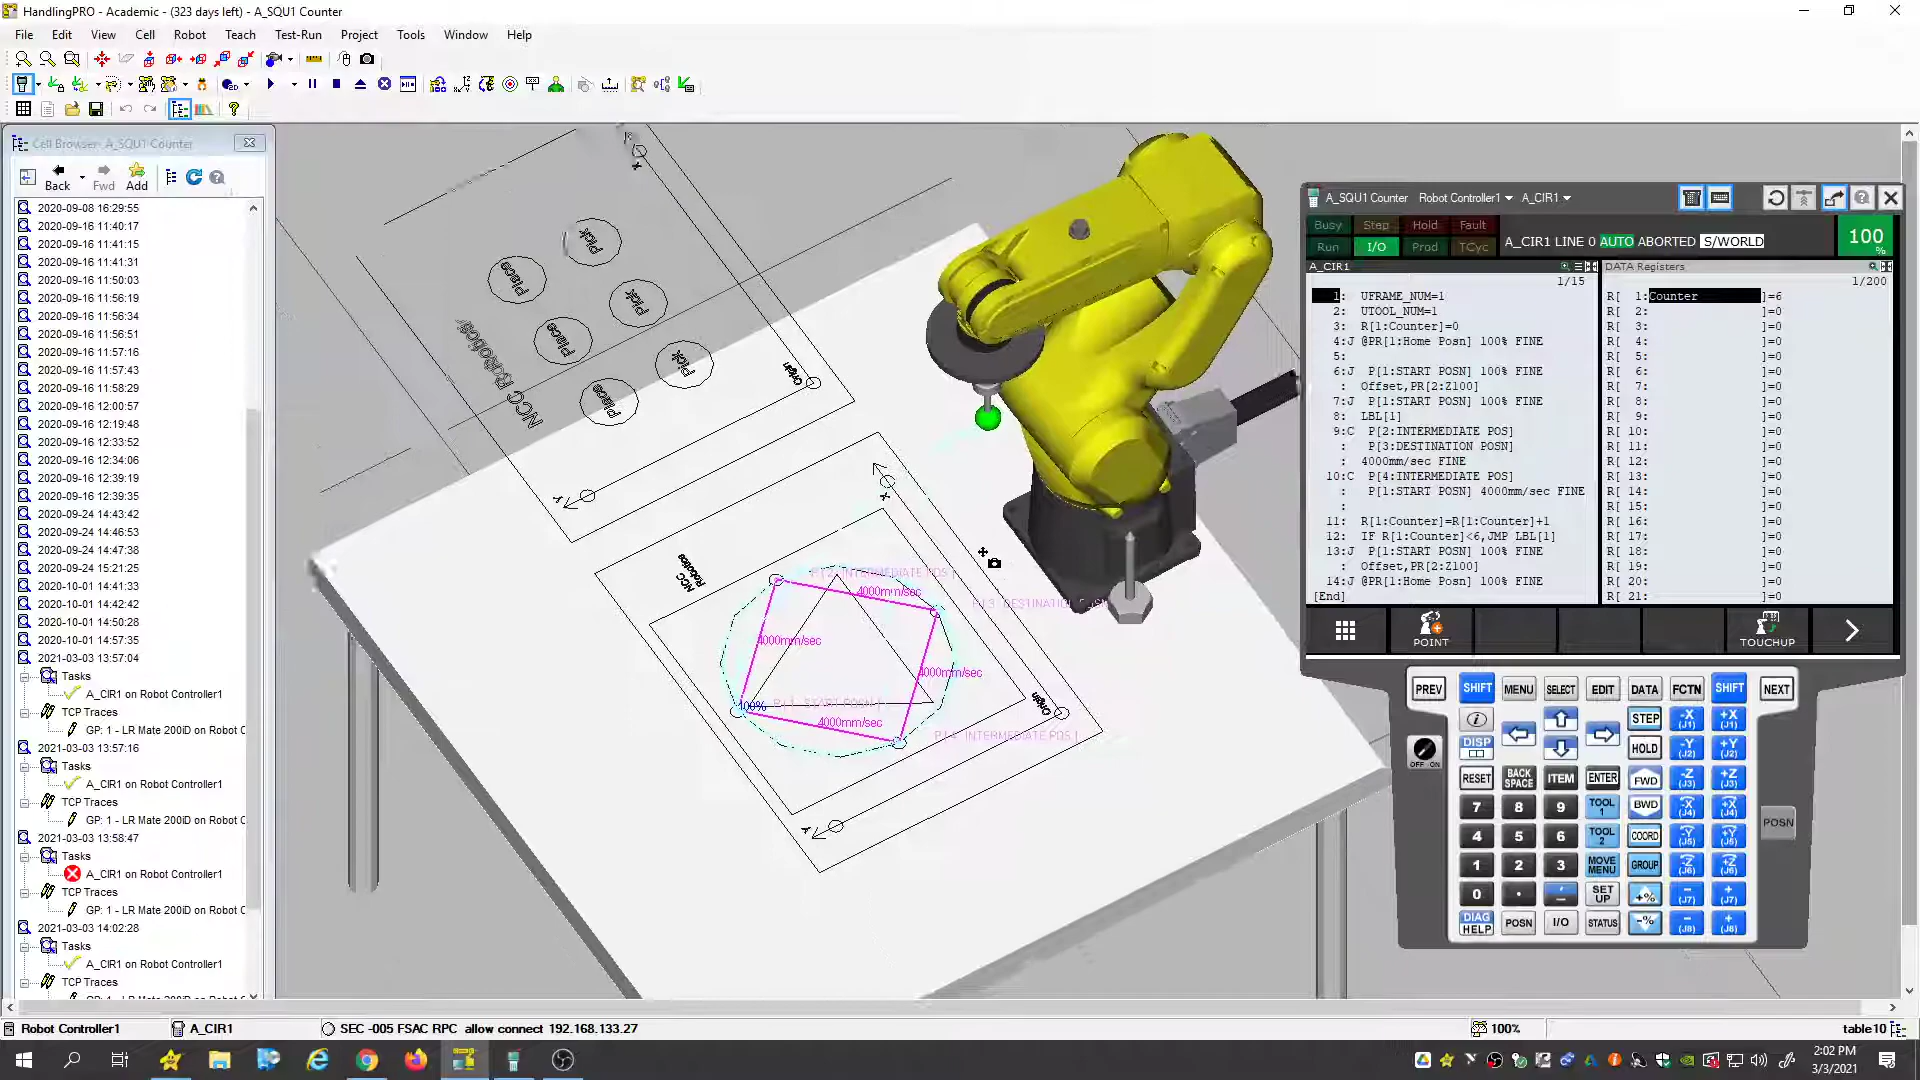 HandlingPRO - Academic - (323 days left) - A_SQU1 Counter
File Edit View Cell Robot Teach Test-Run Project Tools Window Help
Cell Browser- A_SQU1 Counter
Back Fwd Add
2020-09-08 16:29:55
2020-09-16 11:40:17
2020-09-16 11:41:15
2020-09-16 11:41:31
2020-09-16 11:50:03
2020-09-16 11:56:19
2020-09-16 11:56:34
2020-09-16 11:56:51
2020-09-16 11:57:16
2020-09-16 11:57:43
2020-09-16 11:58:29
2020-09-16 12:00:57
2020-09-16 12:19:48
2020-09-16 12:33:52
2020-09-16 12:34:06
2020-09-16 12:39:19
2020-09-16 12:39:35
2020-09-24 14:43:42
2020-09-24 14:46:53
2020-09-24 14:47:38
2020-09-24 15:21:25
2020-10-01 14:41:33
2020-10-01 14:42:42
2020-10-01 14:50:28
2020-10-01 14:57:35
2021-03-03 13:57:04
Tasks
A_CIR1 on Robot Controller1
TCP Traces
GP: 1 - LR Mate 200iD on Robot C
2021-03-03 13:57:16
Tasks
A_CIR1 on Robot Controller1
TCP Traces
GP: 1 - LR Mate 200iD on Robot C
2021-03-03 13:58:47
Tasks
A_CIR1 on Robot Controller1
TCP Traces
GP: 1 - LR Mate 200iD on Robot C
2021-03-03 14:02:28
Tasks
A_CIR1 on Robot Controller1
TCP Traces
X
Pick
Place
Pick
Place
Pick
Place
NCC Robotics
Origin
Y
X
NCC
Robotics
P[2: INTERMEDIATE POS ]
4000mm/sec
4000mm/sec
4000mm/sec
100%
4000mm/sec
P[4: INTERMEDIATE POS ]
Origin
Y
A_SQU1 Counter Robot Controller1 A_CIR1
Busy Step Hold Fault
Run I/O Prod TCyc
A_CIR1 LINE 0 AUTO ABORTED S/WORLD
100 %
A_CIR1
1/15
1: UFRAME_NUM=1
2: UTOOL_NUM=1
3: R[1:Counter]=0
4:J @PR[1:Home Posn] 100% FINE
5:
6:J P[1:START POSN] 100% FINE
: Offset,PR[2:Z100]
7:J P[1:START POSN] 100% FINE
8: LBL[1]
9:C P[2:INTERMEDIATE POS]
: P[3:DESTINATION POSN]
: 4000mm/sec FINE
10:C P[4:INTERMEDIATE POS]
: P[1:START POSN] 4000mm/sec FINE
11: R[1:Counter]=R[1:Counter]+1
12: IF R[1:Counter]<6,JMP LBL[1]
13:J P[1:START POSN] 100% FINE
: Offset,PR[2:Z100]
14:J @PR[1:Home Posn] 100% FINE
[End]
DATA Registers
1/200
R[ 1:Counter ]=6
R[ 2: ]=0
R[ 3: ]=0
R[ 4: ]=0
R[ 5: ]=0
R[ 6: ]=0
R[ 7: ]=0
R[ 8: ]=0
R[ 9: ]=0
R[ 10: ]=0
R[ 11: ]=0
R[ 12: ]=0
R[ 13: ]=0
R[ 14: ]=0
R[ 15: ]=0
R[ 16: ]=0
R[ 17: ]=0
R[ 18: ]=0
R[ 19: ]=0
R[ 20: ]=0
R[ 21: ]=0
POINT TOUCHUP
PREV SHIFT MENU SELECT EDIT DATA FCTN SHIFT NEXT
i STEP -X (J1) +X (J1)
OFF ON DISP HOLD -Y (J2) +Y (J2)
RESET BACK SPACE ITEM ENTER FWD -Z (J3) +Z (J3)
7 8 9 TOOL 1 BWD -X (J4) +X (J4)
4 5 6 TOOL 2 COORD -Y (J5) +Y (J5) POSN
1 2 3 MOVE MENU GROUP -Z (J6) +Z (J6)
0 . SET UP +% - (J7) + (J7)
DIAG HELP POSN I/O STATUS -% - (J8) + (J8)
Robot Controller1 A_CIR1 SEC -005 FSAC RPC allow connect 192.168.133.27 100% table10
2:02 PM
3/3/2021